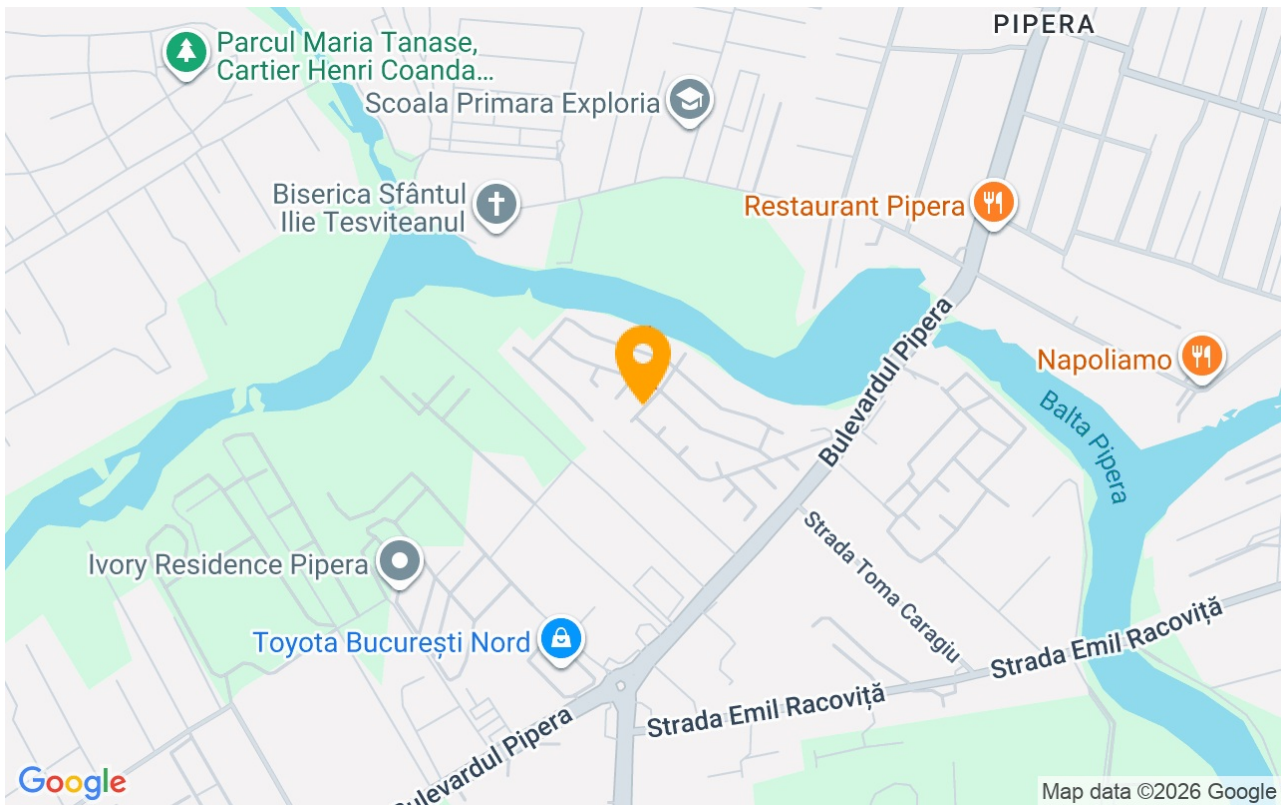 PIPERA
Parcul Maria Tanase,
Cartier Henri Coanda...
Scoala Primara Exploria
Biserica Sfântul
Ilie Tesviteanul
Restaurant Pipera
Bulevardul Pipera
Napoliamo
Balta Pipera
Ivory Residence Pipera
Strada Toma Caragiu
Toyota București Nord
Strada Emil Racoviță
Strada Emil Racoviță
Bulevardul Pipera
Google
Map data ©2026 Google